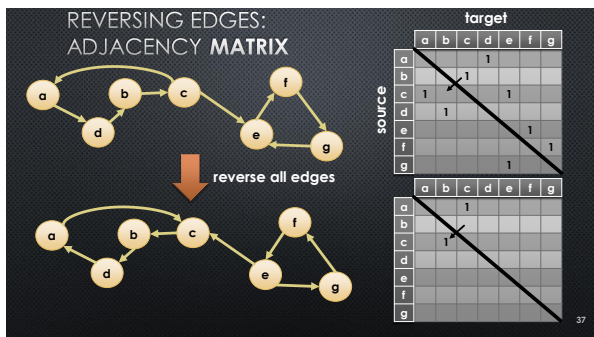 REVERSING EDGES:
ADJACENCY MATRIX
target
a b c d e f g
source
a 1
b 1
c 1 1
d 1
e 1
f 1
g 1
a
b
c
d
e
f
g
reverse all edges
a b c d e f g
a 1
b
c 1
d
e
f
g
a
b
c
d
e
f
g
37